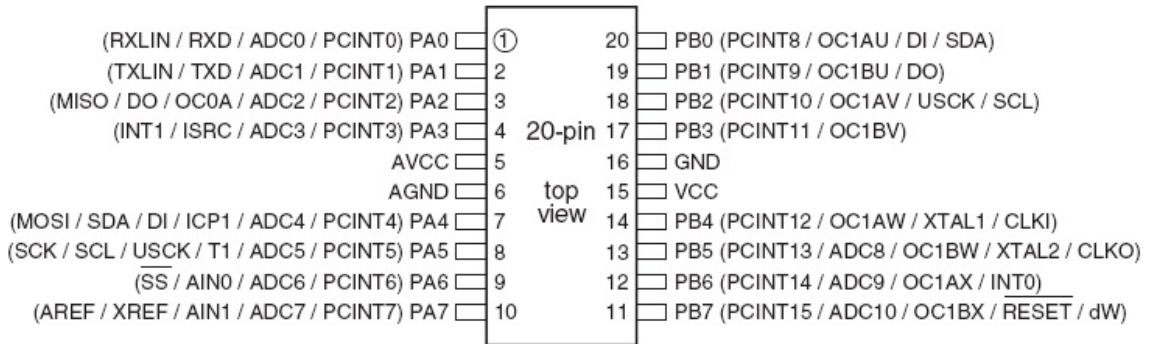 (RXLIN / RXD / ADC0 / PCINT0) PA0 1 20 PB0 (PCINT8 / OC1AU / DI / SDA)
(TXLIN / TXD / ADC1 / PCINT1) PA1 2 19 PB1 (PCINT9 / OC1BU / DO)
(MISO / DO / OC0A / ADC2 / PCINT2) PA2 3 18 PB2 (PCINT10 / OC1AV / USCK / SCL)
(INT1 / ISRC / ADC3 / PCINT3) PA3 4 20-pin 17 PB3 (PCINT11 / OC1BV)
AVCC 5 16 GND
AGND 6 top 15 VCC
view
(MOSI / SDA / DI / ICP1 / ADC4 / PCINT4) PA4 7 14 PB4 (PCINT12 / OC1AW / XTAL1 / CLKI)
(SCK / SCL / USCK / T1 / ADC5 / PCINT5) PA5 8 13 PB5 (PCINT13 / ADC8 / OC1BW / XTAL2 / CLKO)
(SS / AIN0 / ADC6 / PCINT6) PA6 9 12 PB6 (PCINT14 / ADC9 / OC1AX / INT0)
(AREF / XREF / AIN1 / ADC7 / PCINT7) PA7 10 11 PB7 (PCINT15 / ADC10 / OC1BX / RESET / dW)